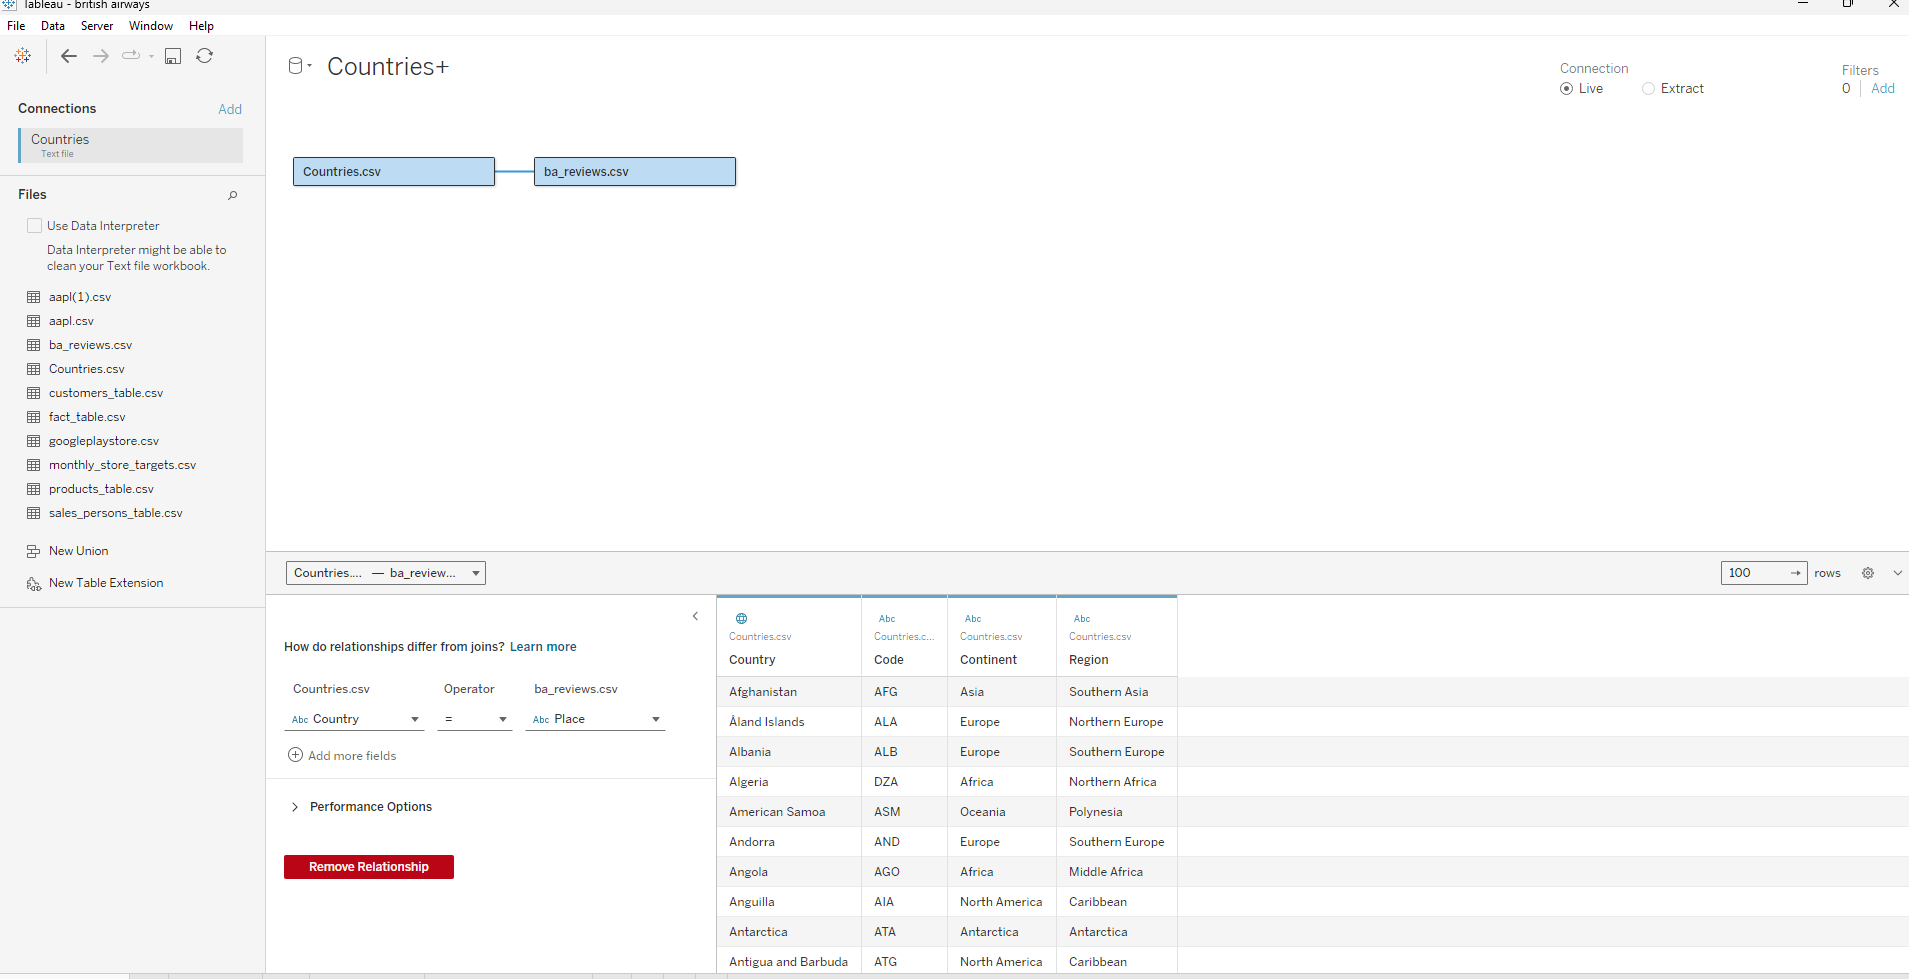 Tableau - british airways
File Data Server Window Help
Connections Add
Countries
Text file
Files
Use Data Interpreter
Data Interpreter might be able to
clean your Text file workbook.
aapl(1).csv
aapl.csv
ba_reviews.csv
Countries.csv
customers_table.csv
fact_table.csv
googleplaystore.csv
monthly_store_targets.csv
products_table.csv
sales_persons_table.csv
New Union
New Table Extension
Countries+
Connection
Live Extract
Filters
0 Add
Countries.csv ba_reviews.csv
Countries.... — ba_review...
100 rows
How do relationships differ from joins? Learn more
Countries.csv Operator ba_reviews.csv
Abc Country = Abc Place
Add more fields
Performance Options
Remove Relationship
Abc Abc Abc
Countries.csv Countries.c... Countries.csv Countries.csv
Country Code Continent Region
Afghanistan AFG Asia Southern Asia
Åland Islands ALA Europe Northern Europe
Albania ALB Europe Southern Europe
Algeria DZA Africa Northern Africa
American Samoa ASM Oceania Polynesia
Andorra AND Europe Southern Europe
Angola AGO Africa Middle Africa
Anguilla AIA North America Caribbean
Antarctica ATA Antarctica Antarctica
Antigua and Barbuda ATG North America Caribbean